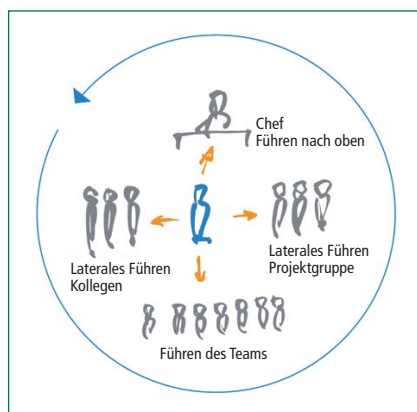 Chef
Führen nach oben
Laterales Führen
Kollegen
Laterales Führen
Projektgruppe
Führen des Teams